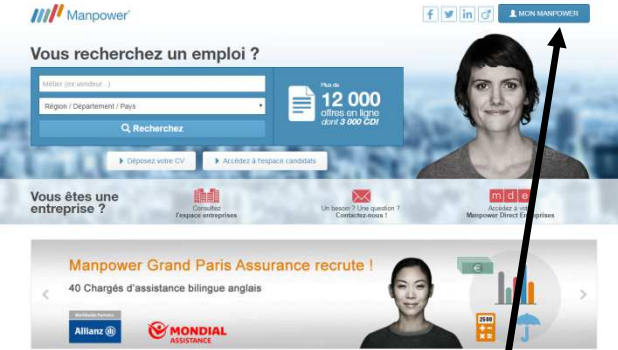 Manpower
MON MANPOWER
Vous recherchez un emploi ?
Métier (ex vendeur...)
Région / Département / Pays
Recherchez
Plus de
12 000
offres en ligne
dont 3 000 CDI
Déposez votre CV
Accédez à l'espace candidats
Vous êtes une
entreprise ?
Consultez
l'espace entreprises
Un besoin ? Une question ?
Contactez-nous !
m d e
Accédez à
Manpower Direct Entreprises
Manpower Grand Paris Assurance recrute !
40 Chargés d'assistance bilingue anglais
Allianz
MONDIAL
ASSISTANCE